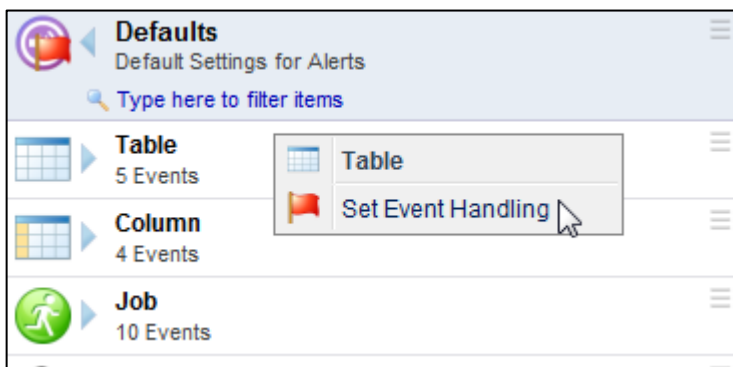 Defaults
Default Settings for Alerts
Type here to filter items
Table
5 Events
Table
Set Event Handling
Column
4 Events
Job
10 Events